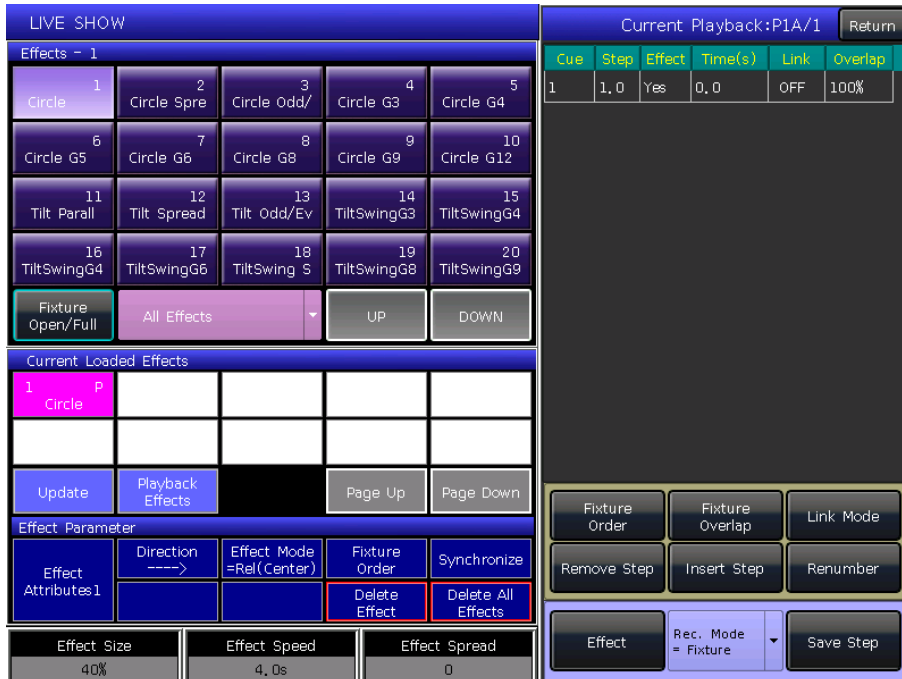 LIVE SHOW
Effects - 1
1 2 3 4 5
Circle Circle Spre Circle Odd/ Circle G3 Circle G4
6 7 8 9 10
Circle G5 Circle G6 Circle G8 Circle G9 Circle G12
11 12 13 14 15
Tilt Parall Tilt Spread Tilt Odd/Ev TiltSwingG3 TiltSwingG4
16 17 18 19 20
TiltSwingG4 TiltSwingG6 TiltSwing S TiltSwingG8 TiltSwingG9
Fixture
Open/Full
All Effects
UP
DOWN
Current Loaded Effects
1 P
Circle
Update
Playback
Effects
Page Up
Page Down
Effect Parameter
Effect
Attributes1
Direction
---->
Effect Mode
=Rel(Center)
Fixture
Order
Synchronize
Delete
Effect
Delete All
Effects
Effect Size Effect Speed Effect Spread
40% 4.0s 0
Current Playback:P1A/1
Return
Cue Step Effect Time(s) Link Overlap
1 1.0 Yes 0.0 OFF 100%
Fixture
Order
Fixture
Overlap
Link Mode
Remove Step Insert Step Renumber
Effect
Rec. Mode
= Fixture
Save Step